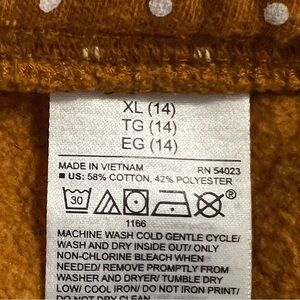 XL (14)
TG (14)
EG (14)
MADE IN VIETNAM RN 54023
■ US: 58% COTTON, 42% POLYESTER
30
1166
MACHINE WASH COLD GENTLE CYCLE/
WASH AND DRY INSIDE OUT/ ONLY
NON-CHLORINE BLEACH WHEN
NEEDED/ REMOVE PROMPTLY FROM
WASHER AND DRYER/ TUMBLE DRY
LOW/ COOL IRON/ DO NOT IRON PRINT/
DO NOT DRY CLEAN